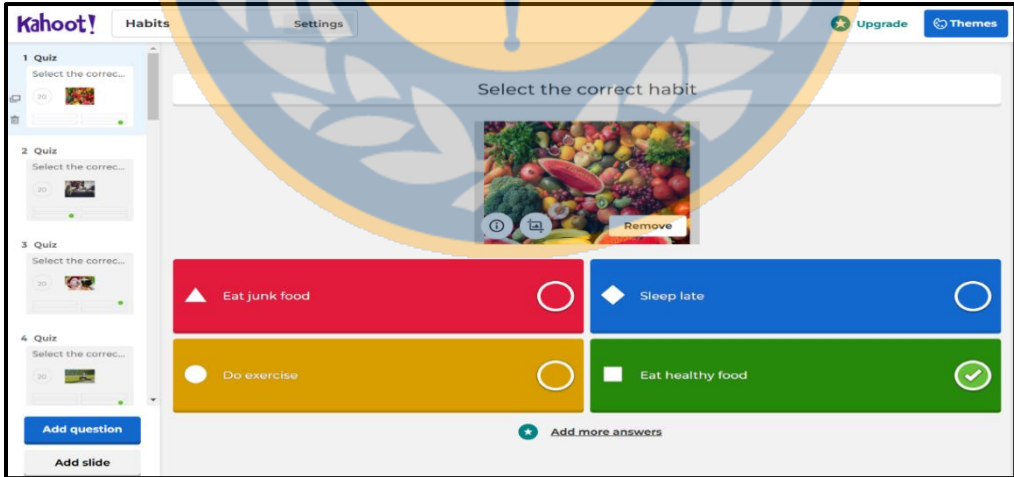 Kahoot!
Habits
Settings
Upgrade
Themes
1 Quiz
Select the correc...
20
2 Quiz
Select the correc...
20
3 Quiz
Select the correc...
20
4 Quiz
Select the correc...
20
Add question
Add slide
Select the correct habit
Remove
Eat junk food
Sleep late
Do exercise
Eat healthy food
Add more answers